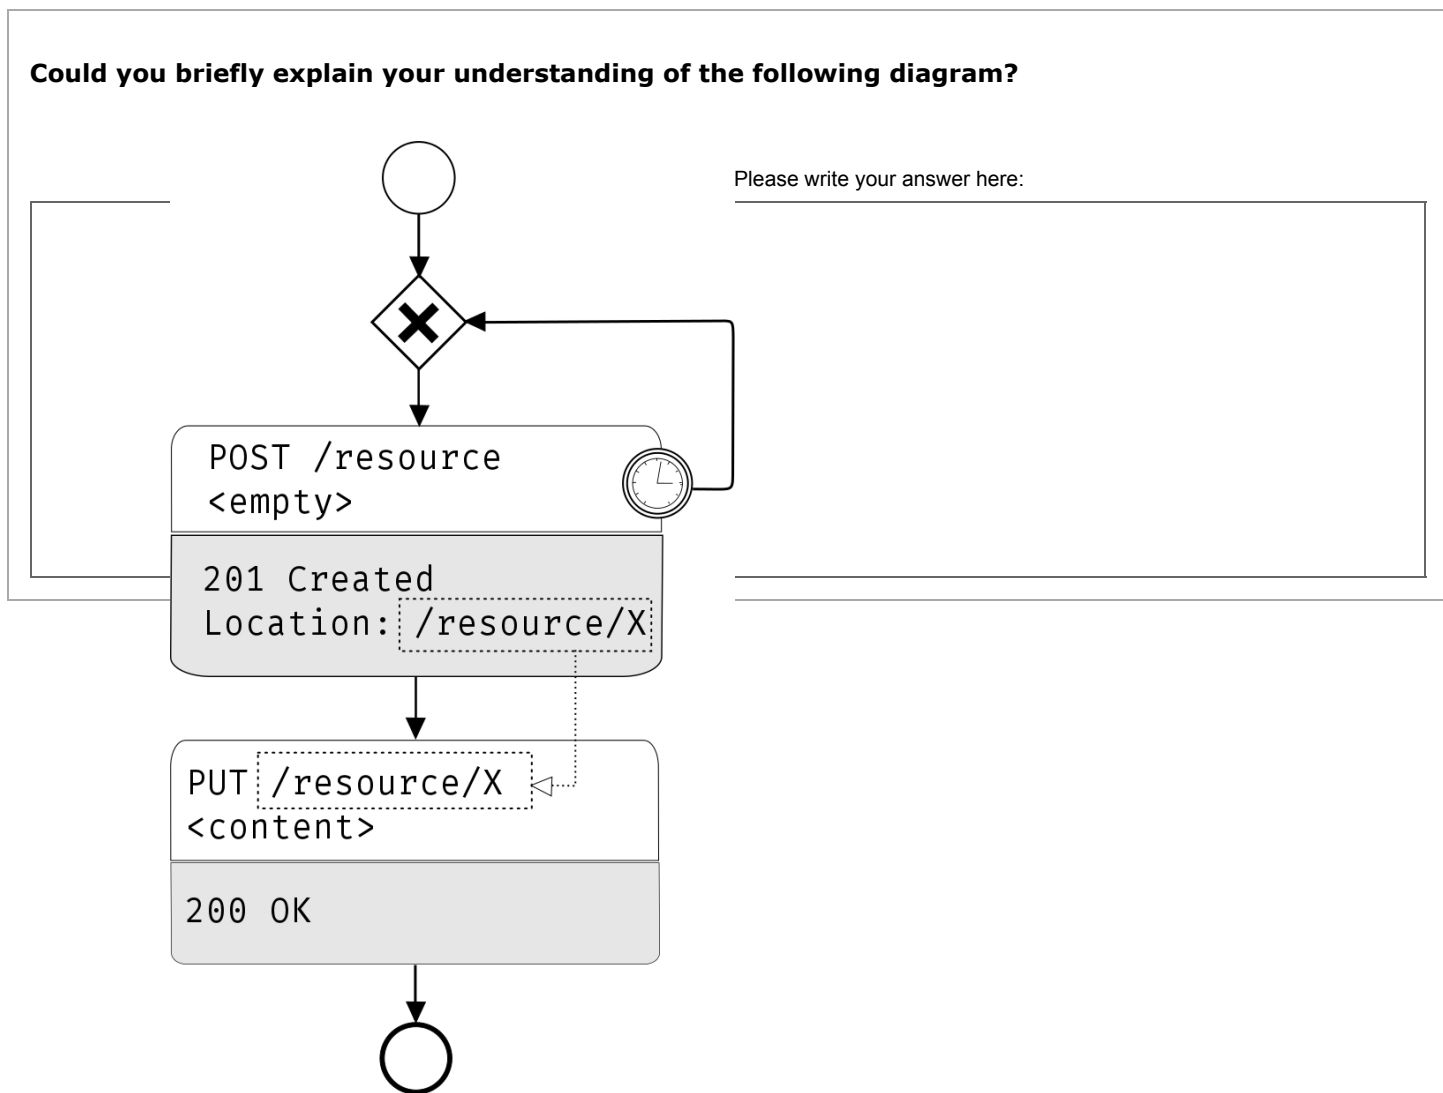 Could you briefly explain your understanding of the following diagram?
Please write your answer here:
POST /resource
<empty>
201 Created
Location: /resource/X
PUT /resource/X
<content>
200 OK